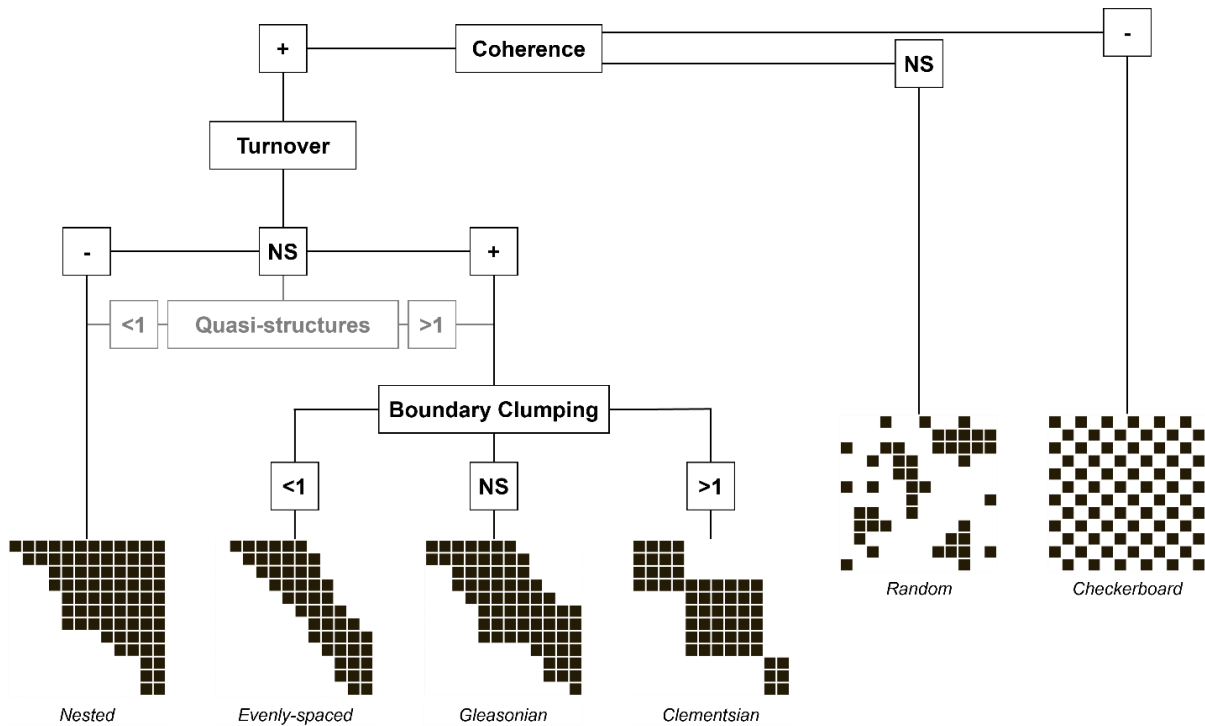 +
Coherence
-
NS
Turnover
-
NS
+
<1
Quasi-structures
>1
Boundary Clumping
<1
NS
>1
Random
Checkerboard
Nested
Evenly-spaced
Gleasonian
Clementsian